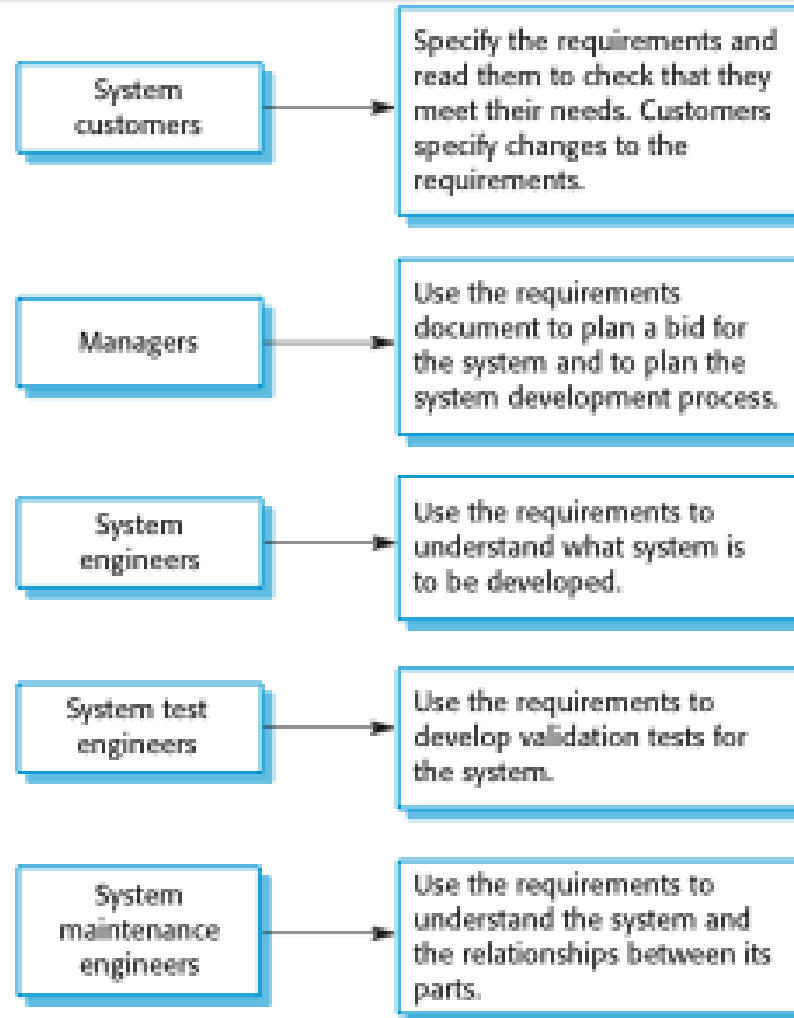 System
customers
Specify the requirements and
read them to check that they
meet their needs. Customers
specify changes to the
requirements.
Managers
Use the requirements
document to plan a bid for
the system and to plan the
system development process.
System
engineers
Use the requirements to
understand what system is
to be developed.
System test
engineers
Use the requirements to
develop validation tests for
the system.
System
maintenance
engineers
Use the requirements to
understand the system and
the relationships between its
parts.